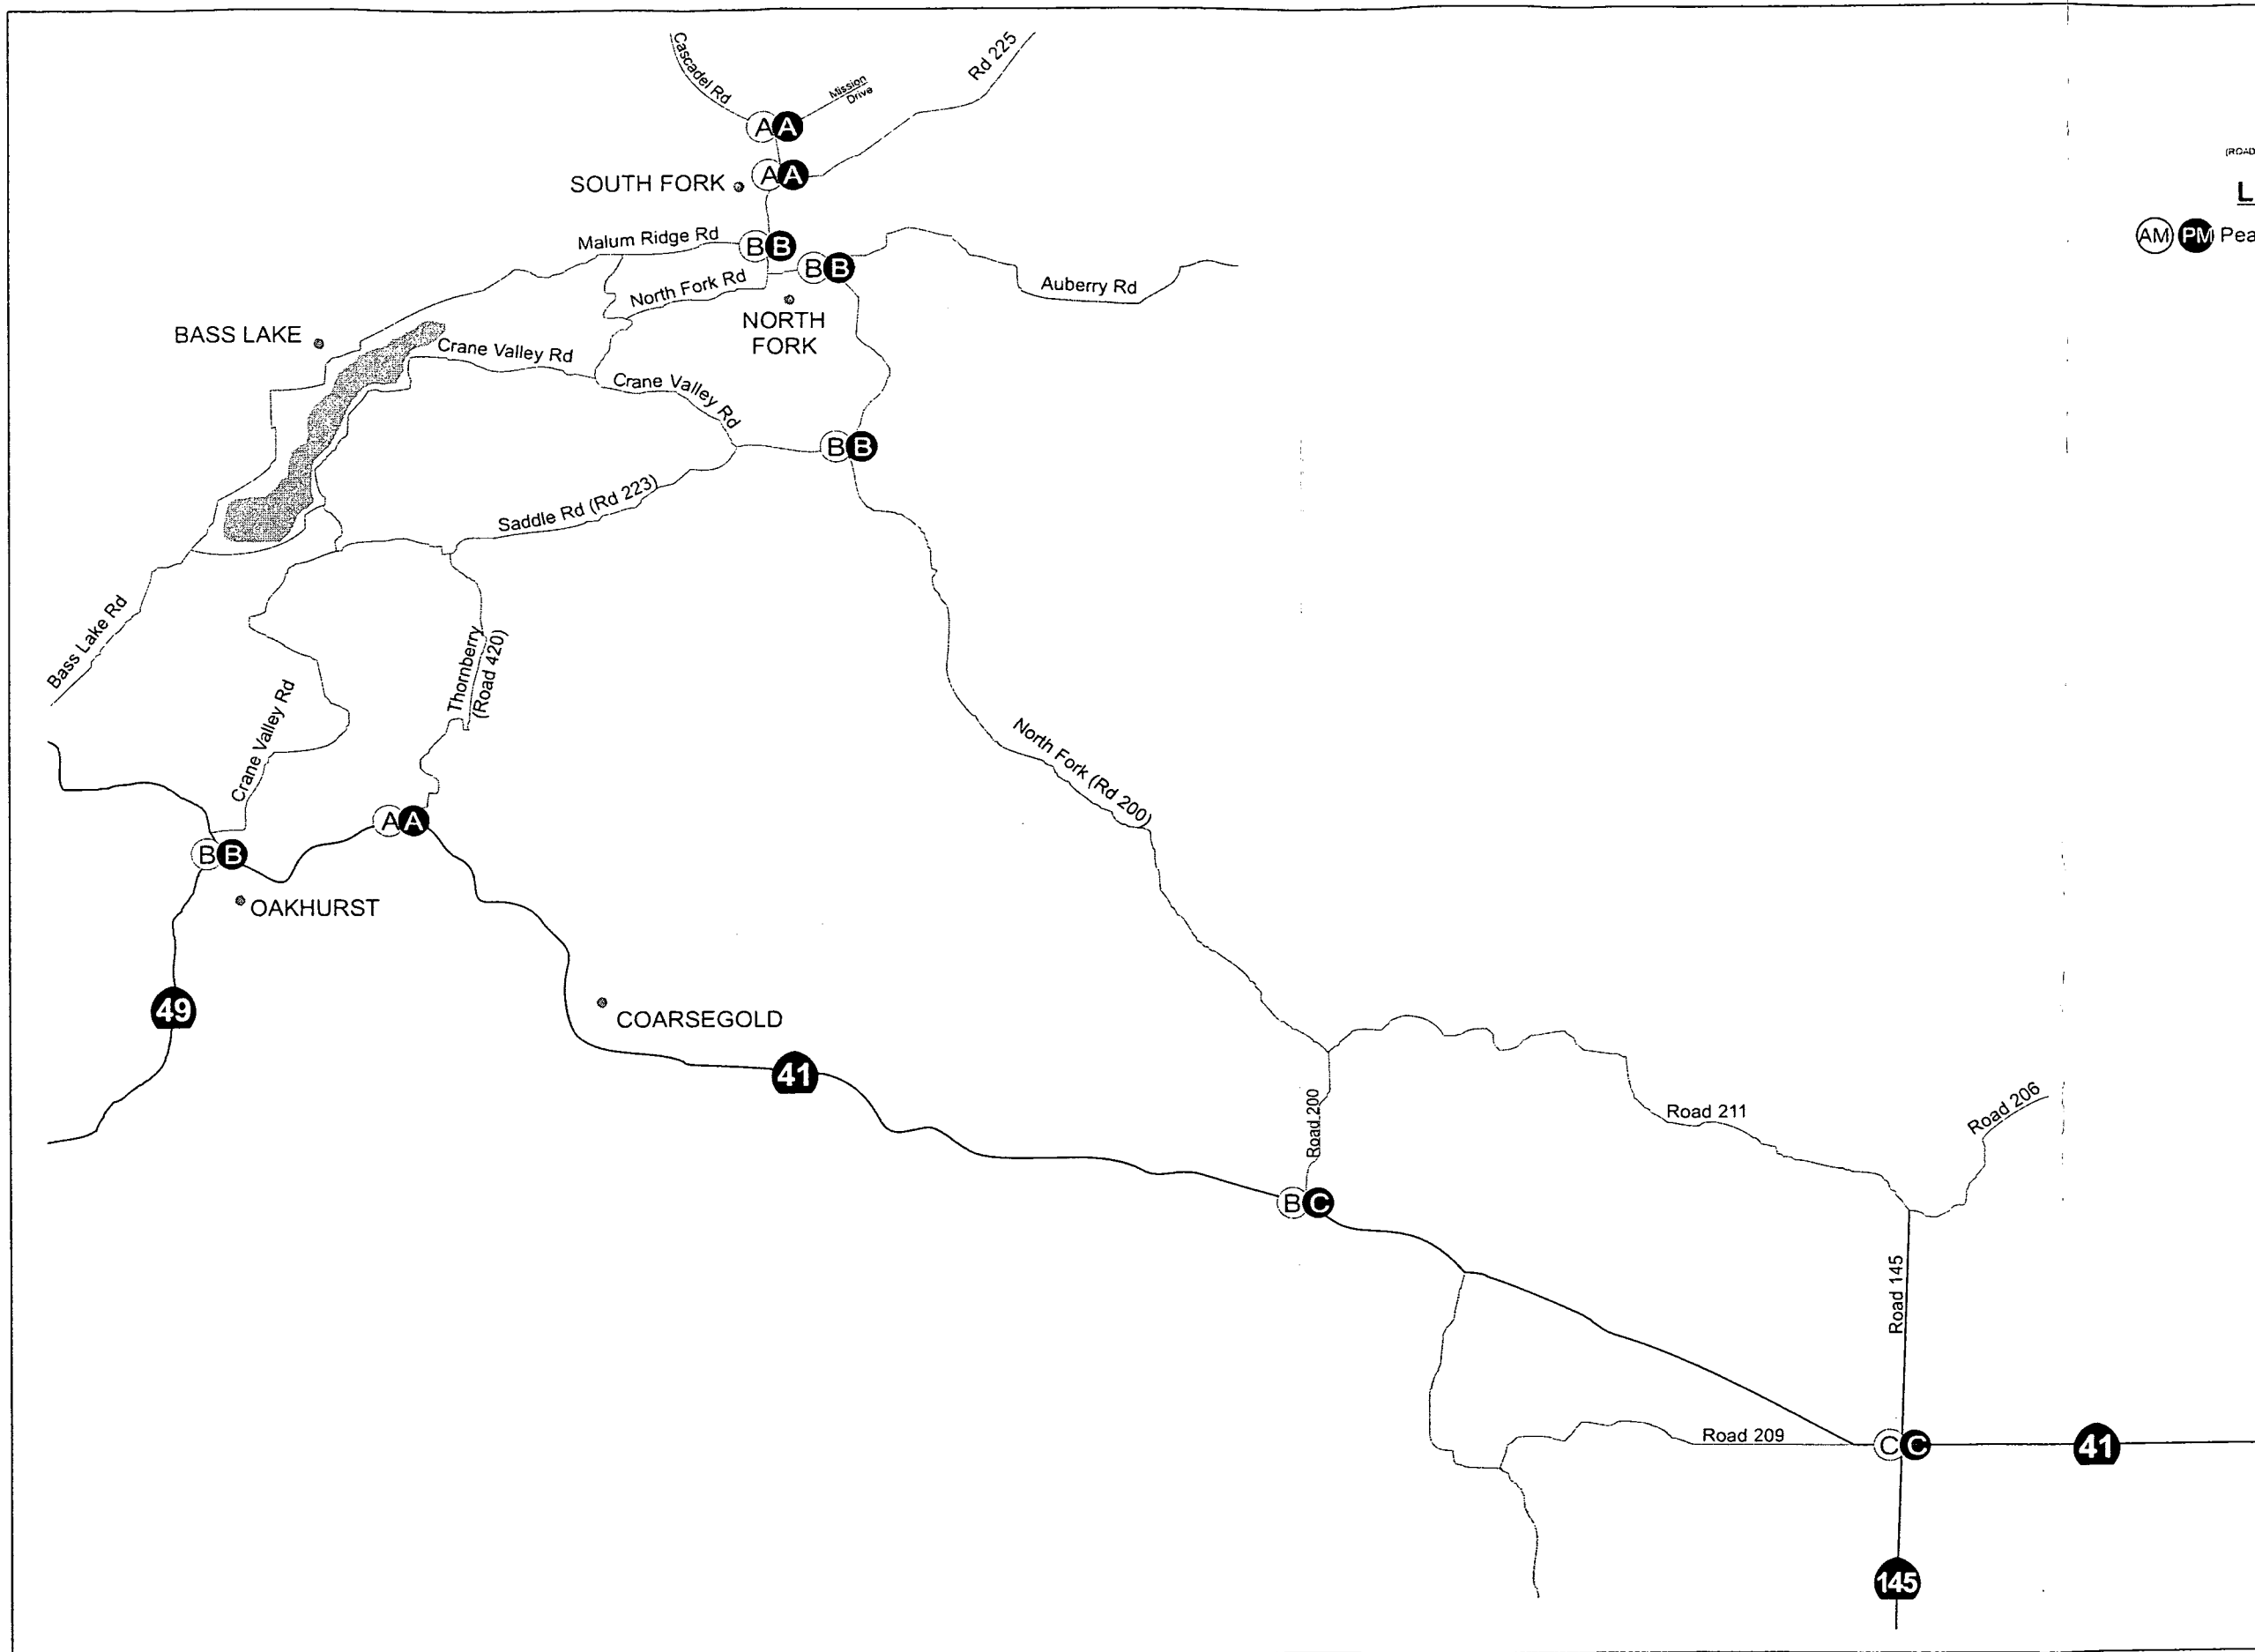 Cascadel Rd
Mission
Drive
Rd 225
A A
(ROAD
SOUTH FORK
A A
L
AM PM Pea
Malum Ridge Rd
B B
B B
North Fork Rd
Auberry Rd
NORTH
FORK
BASS LAKE
Crane Valley Rd
Crane Valley Rd
B B
Saddle Rd (Rd 223)
Bass Lake Rd
Thornberry
(Road 420)
Crane Valley Rd
North Fork (Rd 200)
A A
B B
OAKHURST
49
COARSEGOLD
41
Road 200
Road 211
Road 206
B C
Road 145
Road 209
C C
41
145